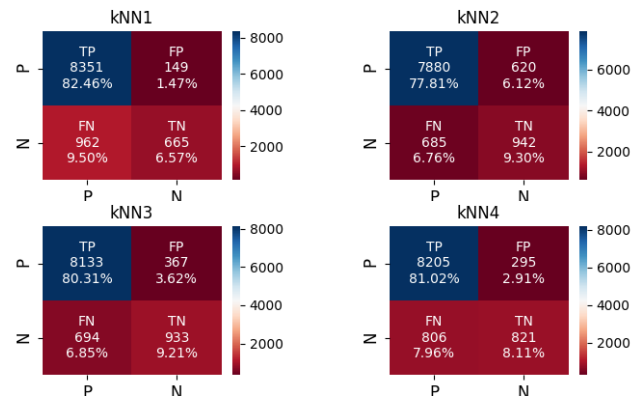 kNN1
TP
8351
82.46%
FP
149
1.47%
FN
962
9.50%
TN
665
6.57%
P
N
P
N
8000
6000
4000
2000
kNN2
TP
7880
77.81%
FP
620
6.12%
FN
685
6.76%
TN
942
9.30%
P
N
6000
4000
2000
kNN3
TP
8133
80.31%
FP
367
3.62%
FN
694
6.85%
TN
933
9.21%
P
N
P
N
8000
6000
4000
2000
kNN4
TP
8205
81.02%
FP
295
2.91%
FN
806
7.96%
TN
821
8.11%
P
N
P
N
8000
6000
4000
2000